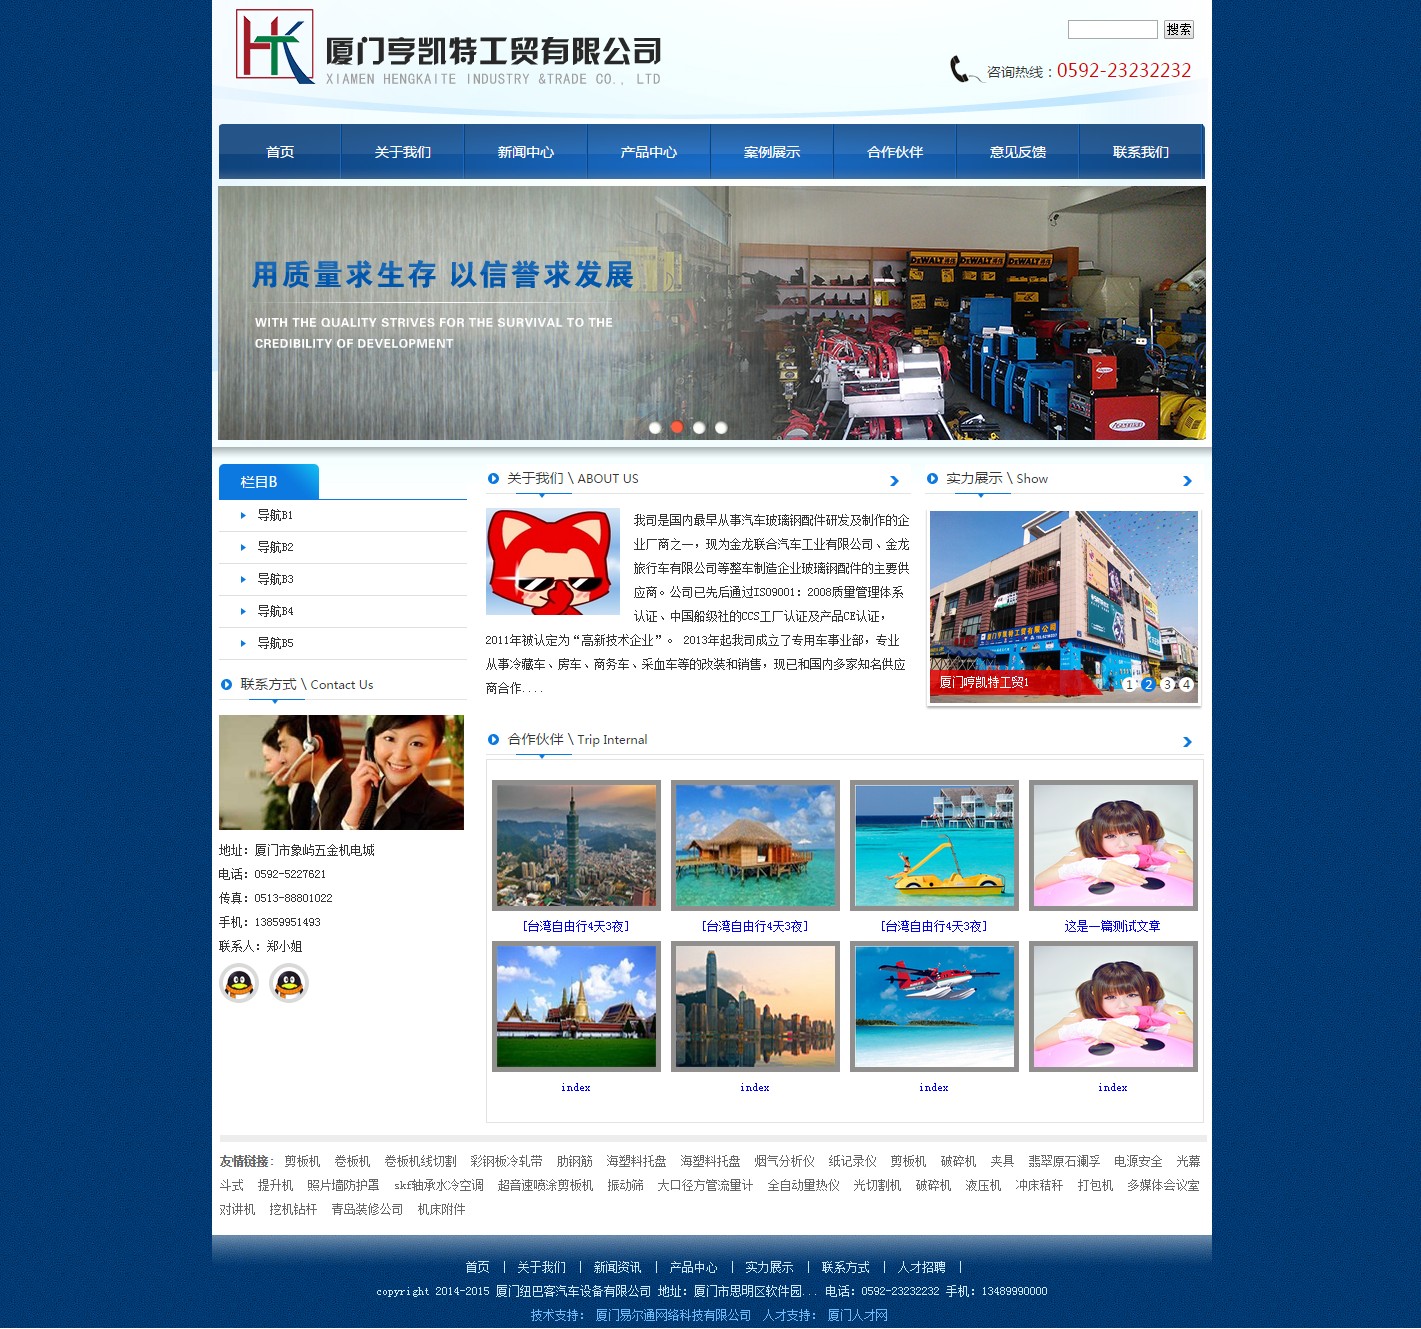 HK
厦门亨凯特工贸有限公司
XIAMEN HENGKAITE INDUSTRY &TRADE CO., LTD
搜索
咨询热线：0592-23232232
首页 关于我们 新闻中心 产品中心 案例展示 合作伙伴 意见反馈 联系我们
用质量求生存 以信誉求发展
WITH THE QUALITY STRIVES FOR THE SURVIVAL TO THE
CREDIBILITY OF DEVELOPMENT
DEWALT DEWALT DEWALT
栏目B
导航B1
导航B2
导航B3
导航B4
导航B5
联系方式 \ Contact Us
地址：厦门市象屿五金机电城
电话：0592-5227621
传真：0513-88801022
手机：13859951493
联系人：郑小姐
关于我们 \ ABOUT US
我司是国内最早从事汽车玻璃钢配件研发及制作的企
业厂商之一，现为金龙联合汽车工业有限公司、金龙
旅行车有限公司等整车制造企业玻璃钢配件的主要供
应商。公司已先后通过ISO9001：2008质量管理体系
认证、中国船级社的CCS工厂认证及产品CE认证，
2011年被认定为“高新技术企业”。 2013年起我司成立了专用车事业部，专业
从事冷藏车、房车、商务车、采血车等的改装和销售，现已和国内多家知名供应
商合作....
实力展示 \ Show
厦门亨凯特工贸有限公司
厦门哼凯特工贸1
1 2 3 4
合作伙伴 \ Trip Internal
[台湾自由行4天3夜] [台湾自由行4天3夜] [台湾自由行4天3夜] 这是一篇测试文章
index index index index
友情链接： 剪板机 卷板机 卷板机线切割 彩钢板冷轧带 肋钢筋 海塑料托盘 海塑料托盘 烟气分析仪 纸记录仪 剪板机 破碎机 夹具 翡翠原石澜孚 电源安全 光幕
斗式 提升机 照片墙防护罩 skf轴承水冷空调 超音速喷涂剪板机 振动筛 大口径方管流量计 全自动量热仪 光切割机 破碎机 液压机 冲床秸秆 打包机 多媒体会议室
对讲机 挖机钻杆 青岛装修公司 机床附件
首页 | 关于我们 | 新闻资讯 | 产品中心 | 实力展示 | 联系方式 | 人才招聘 |
copyright 2014-2015 厦门纽巴客汽车设备有限公司 地址：厦门市思明区软件园... 电话：0592-23232232 手机：13489990000
技术支持： 厦门易尔通网络科技有限公司 人才支持： 厦门人才网